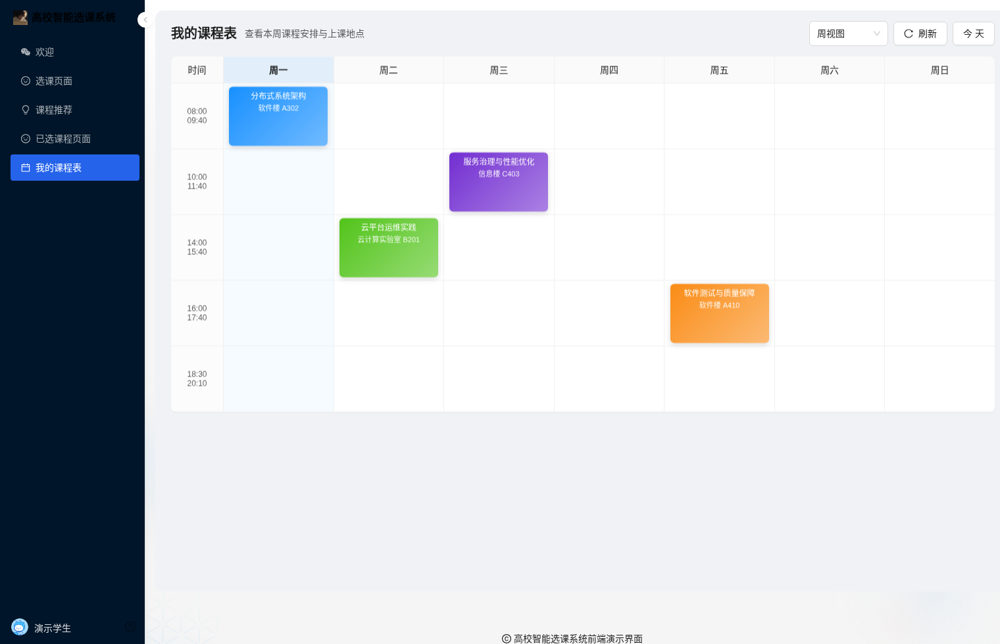 高校智能选课系统
欢迎
选课页面
课程推荐
已选课程页面
我的课程表
演示学生
我的课程表 查看本周课程安排与上课地点
周视图 刷新 今 天
时间 周一 周二 周三 周四 周五 周六 周日
08:00
09:40
分布式系统架构
软件楼 A302
10:00
11:40
服务治理与性能优化
信息楼 C403
14:00
15:40
云平台运维实践
云计算实验室 B201
16:00
17:40
软件测试与质量保障
软件楼 A410
18:30
20:10
© 高校智能选课系统前端演示界面